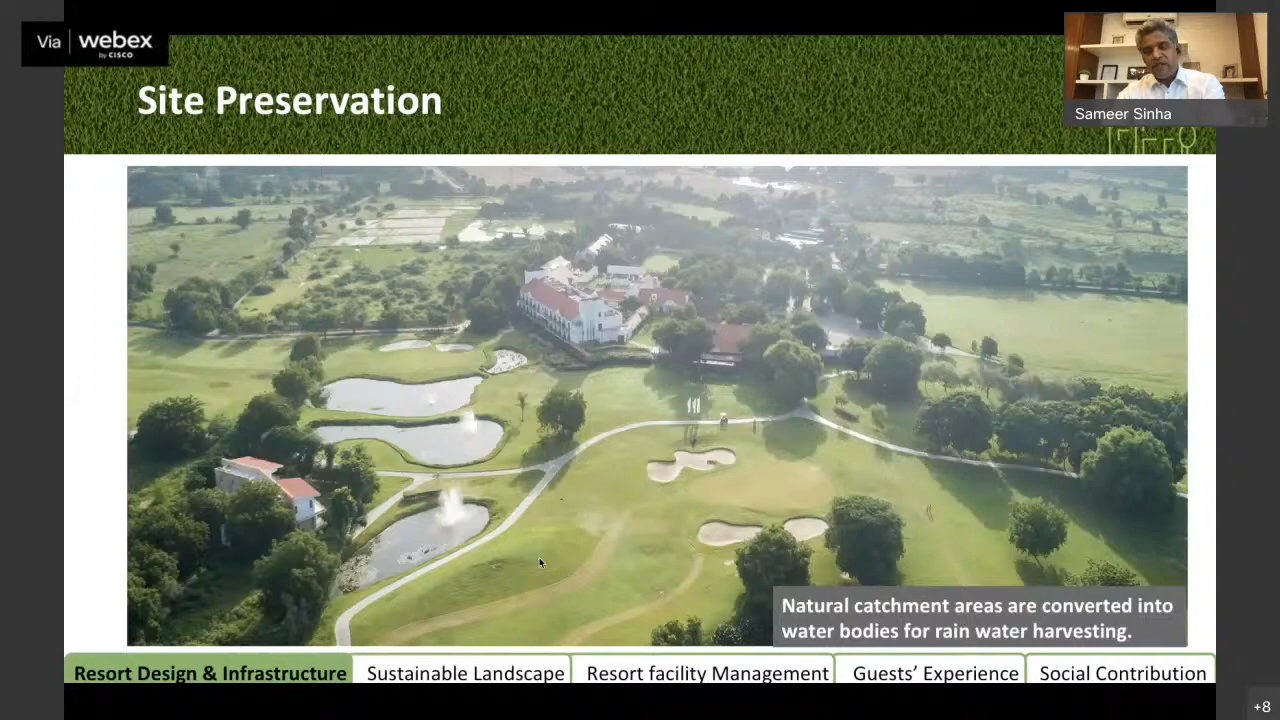 Via webex
by CISCO
Site Preservation
Sameer Sinha
Natural catchment areas are converted into
water bodies for rain water harvesting.
Resort Design & Infrastructure
Sustainable Landscape
Resort facility Management
Guests’ Experience
Social Contribution
+8